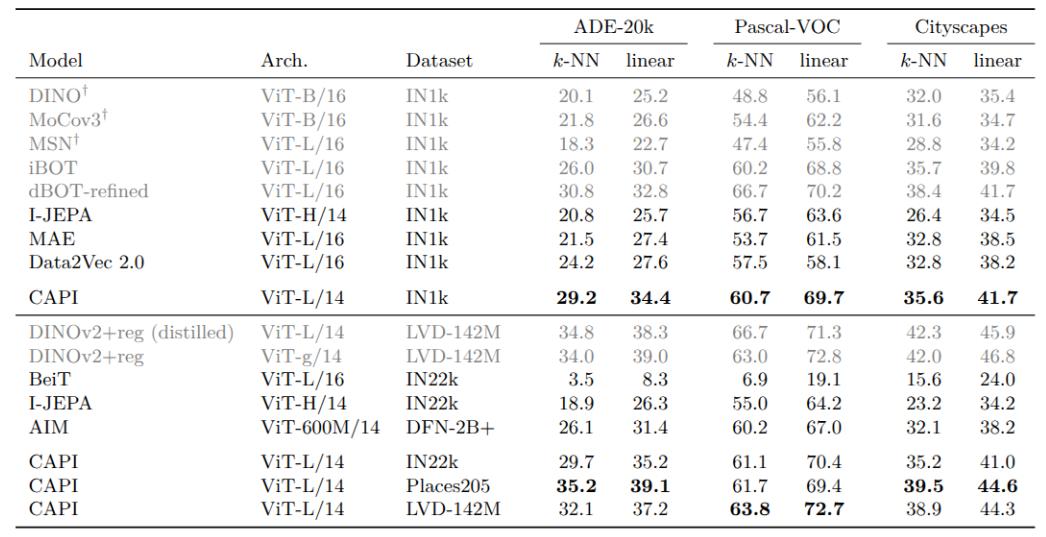 ADE-20k Pascal-VOC Cityscapes
Model Arch. Dataset k-NN linear k-NN linear k-NN linear
DINO† ViT-B/16 IN1k 20.1 25.2 48.8 56.1 32.0 35.4
MoCov3† ViT-B/16 IN1k 21.8 26.6 54.4 62.2 31.6 34.7
MSN† ViT-L/16 IN1k 18.3 22.7 47.4 55.8 28.8 34.2
iBOT ViT-L/16 IN1k 26.0 30.7 60.2 68.8 35.7 39.8
dBOT-refined ViT-L/16 IN1k 30.8 32.8 66.7 70.2 38.4 41.7
I-JEPA ViT-H/14 IN1k 20.8 25.7 56.7 63.6 26.4 34.5
MAE ViT-L/16 IN1k 21.5 27.4 53.7 61.5 32.8 38.5
Data2Vec 2.0 ViT-L/16 IN1k 24.2 27.6 57.5 58.1 32.8 38.2
CAPI ViT-L/14 IN1k 29.2 34.4 60.7 69.7 35.6 41.7
DINOv2+reg (distilled) ViT-L/14 LVD-142M 34.8 38.3 66.7 71.3 42.3 45.9
DINOv2+reg ViT-g/14 LVD-142M 34.0 39.0 63.0 72.8 42.0 46.8
BeiT ViT-L/16 IN22k 3.5 8.3 6.9 19.1 15.6 24.0
I-JEPA ViT-H/14 IN22k 18.9 26.3 55.0 64.2 23.2 34.2
AIM ViT-600M/14 DFN-2B+ 26.1 31.4 60.2 67.0 32.1 38.2
CAPI ViT-L/14 IN22k 29.7 35.2 61.1 70.4 35.2 41.0
CAPI ViT-L/14 Places205 35.2 39.1 61.7 69.4 39.5 44.6
CAPI ViT-L/14 LVD-142M 32.1 37.2 63.8 72.7 38.9 44.3